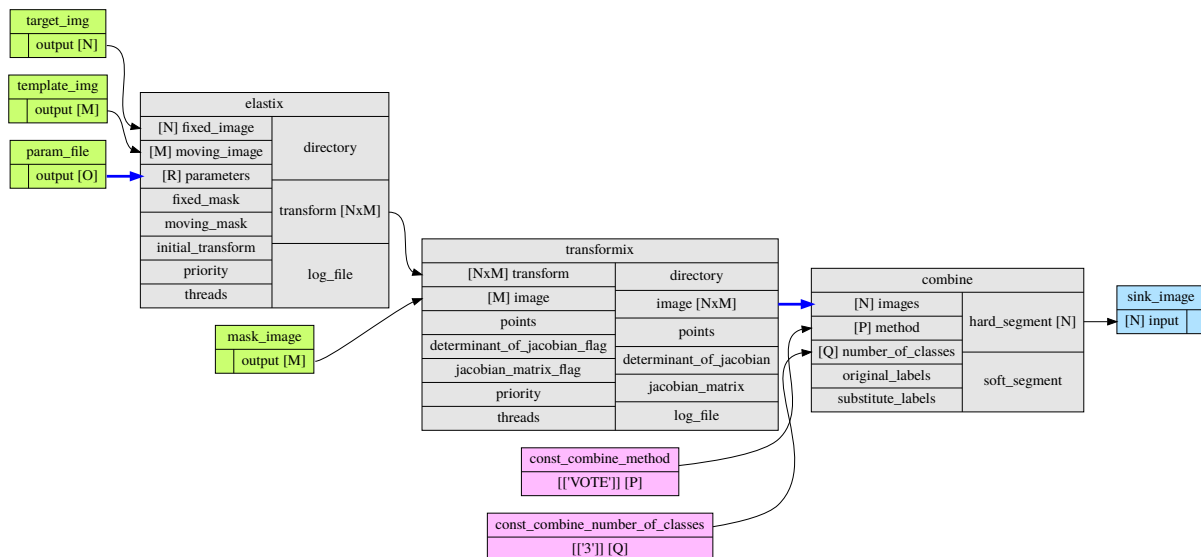 target_img
output [N]
template_img
output [M]
param_file
output [O]
elastix
[N] fixed_image
[M] moving_image
[R] parameters
fixed_mask
moving_mask
initial_transform
priority
threads
directory
transform [NxM]
log_file
mask_image
output [M]
transformix
[NxM] transform
[M] image
points
determinant_of_jacobian_flag
jacobian_matrix_flag
priority
threads
directory
image [NxM]
points
determinant_of_jacobian
jacobian_matrix
log_file
const_combine_method
[['VOTE']] [P]
const_combine_number_of_classes
[['3']] [Q]
combine
[N] images
[P] method
[Q] number_of_classes
original_labels
substitute_labels
hard_segment [N]
soft_segment
sink_image
[N] input